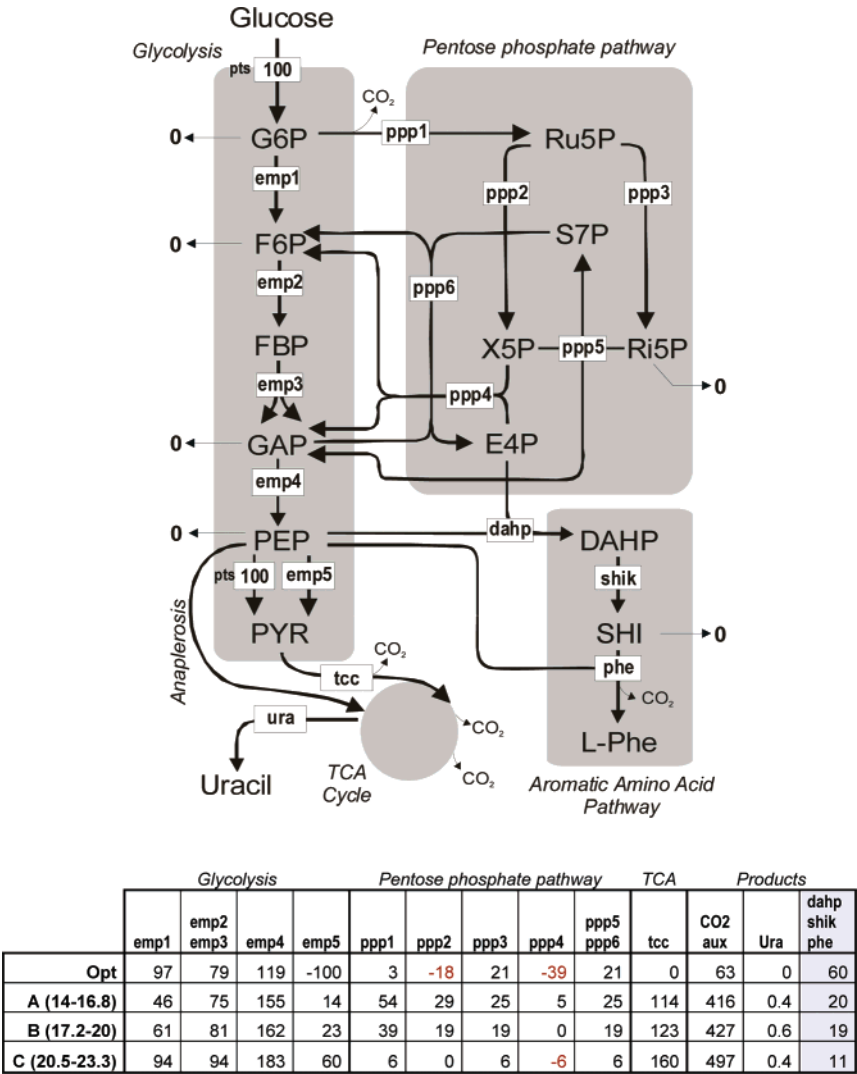 Glucose
Glycolysis
Pentose phosphate pathway
pts 100
CO2
0 G6P ppp1 Ru5P
emp1 ppp2 ppp3
0 F6P S7P
emp2 ppp6
FBP X5P ppp5 Ri5P
emp3 ppp4 0
0 GAP E4P
emp4
0 PEP dahp DAHP
pts 100 emp5 shik
Anaplerosis
PYR SHI 0
CO2 phe
tcc CO2
ura CO2 L-Phe
Uracil TCA Cycle CO2
Aromatic Amino Acid
Pathway
Glycolysis Pentose phosphate pathway TCA Products
emp1 emp2 emp3 emp4 emp5 ppp1 ppp2 ppp3 ppp4 ppp5 ppp6 tcc CO2 aux Ura dahp shik phe
Opt 97 79 119 -100 3 -18 21 -39 21 0 63 0 60
A (14-16.8) 46 75 155 14 54 29 25 5 25 114 416 0.4 20
B (17.2-20) 61 81 162 23 39 19 19 0 19 123 427 0.6 19
C (20.5-23.3) 94 94 183 60 6 0 6 -6 6 160 497 0.4 11